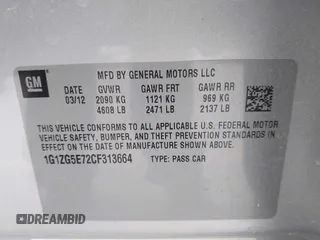 GM
MFD BY GENERAL MOTORS LLC
DATE GVWR GAWR FRT GAWR RR
03/12 2090 KG 1121 KG 969 KG
4608 LB 2471 LB 2137 LB
THIS VEHICLE CONFORMS TO ALL APPLICABLE U.S. FEDERAL MOTOR
VEHICLE SAFETY, BUMPER, AND THEFT PREVENTION STANDARDS
IN EFFECT ON THE DATE OF MANUFACTURE SHOWN ABOVE.
1G1ZG5E72CF313664 TYPE: PASS CAR
DREAMBID